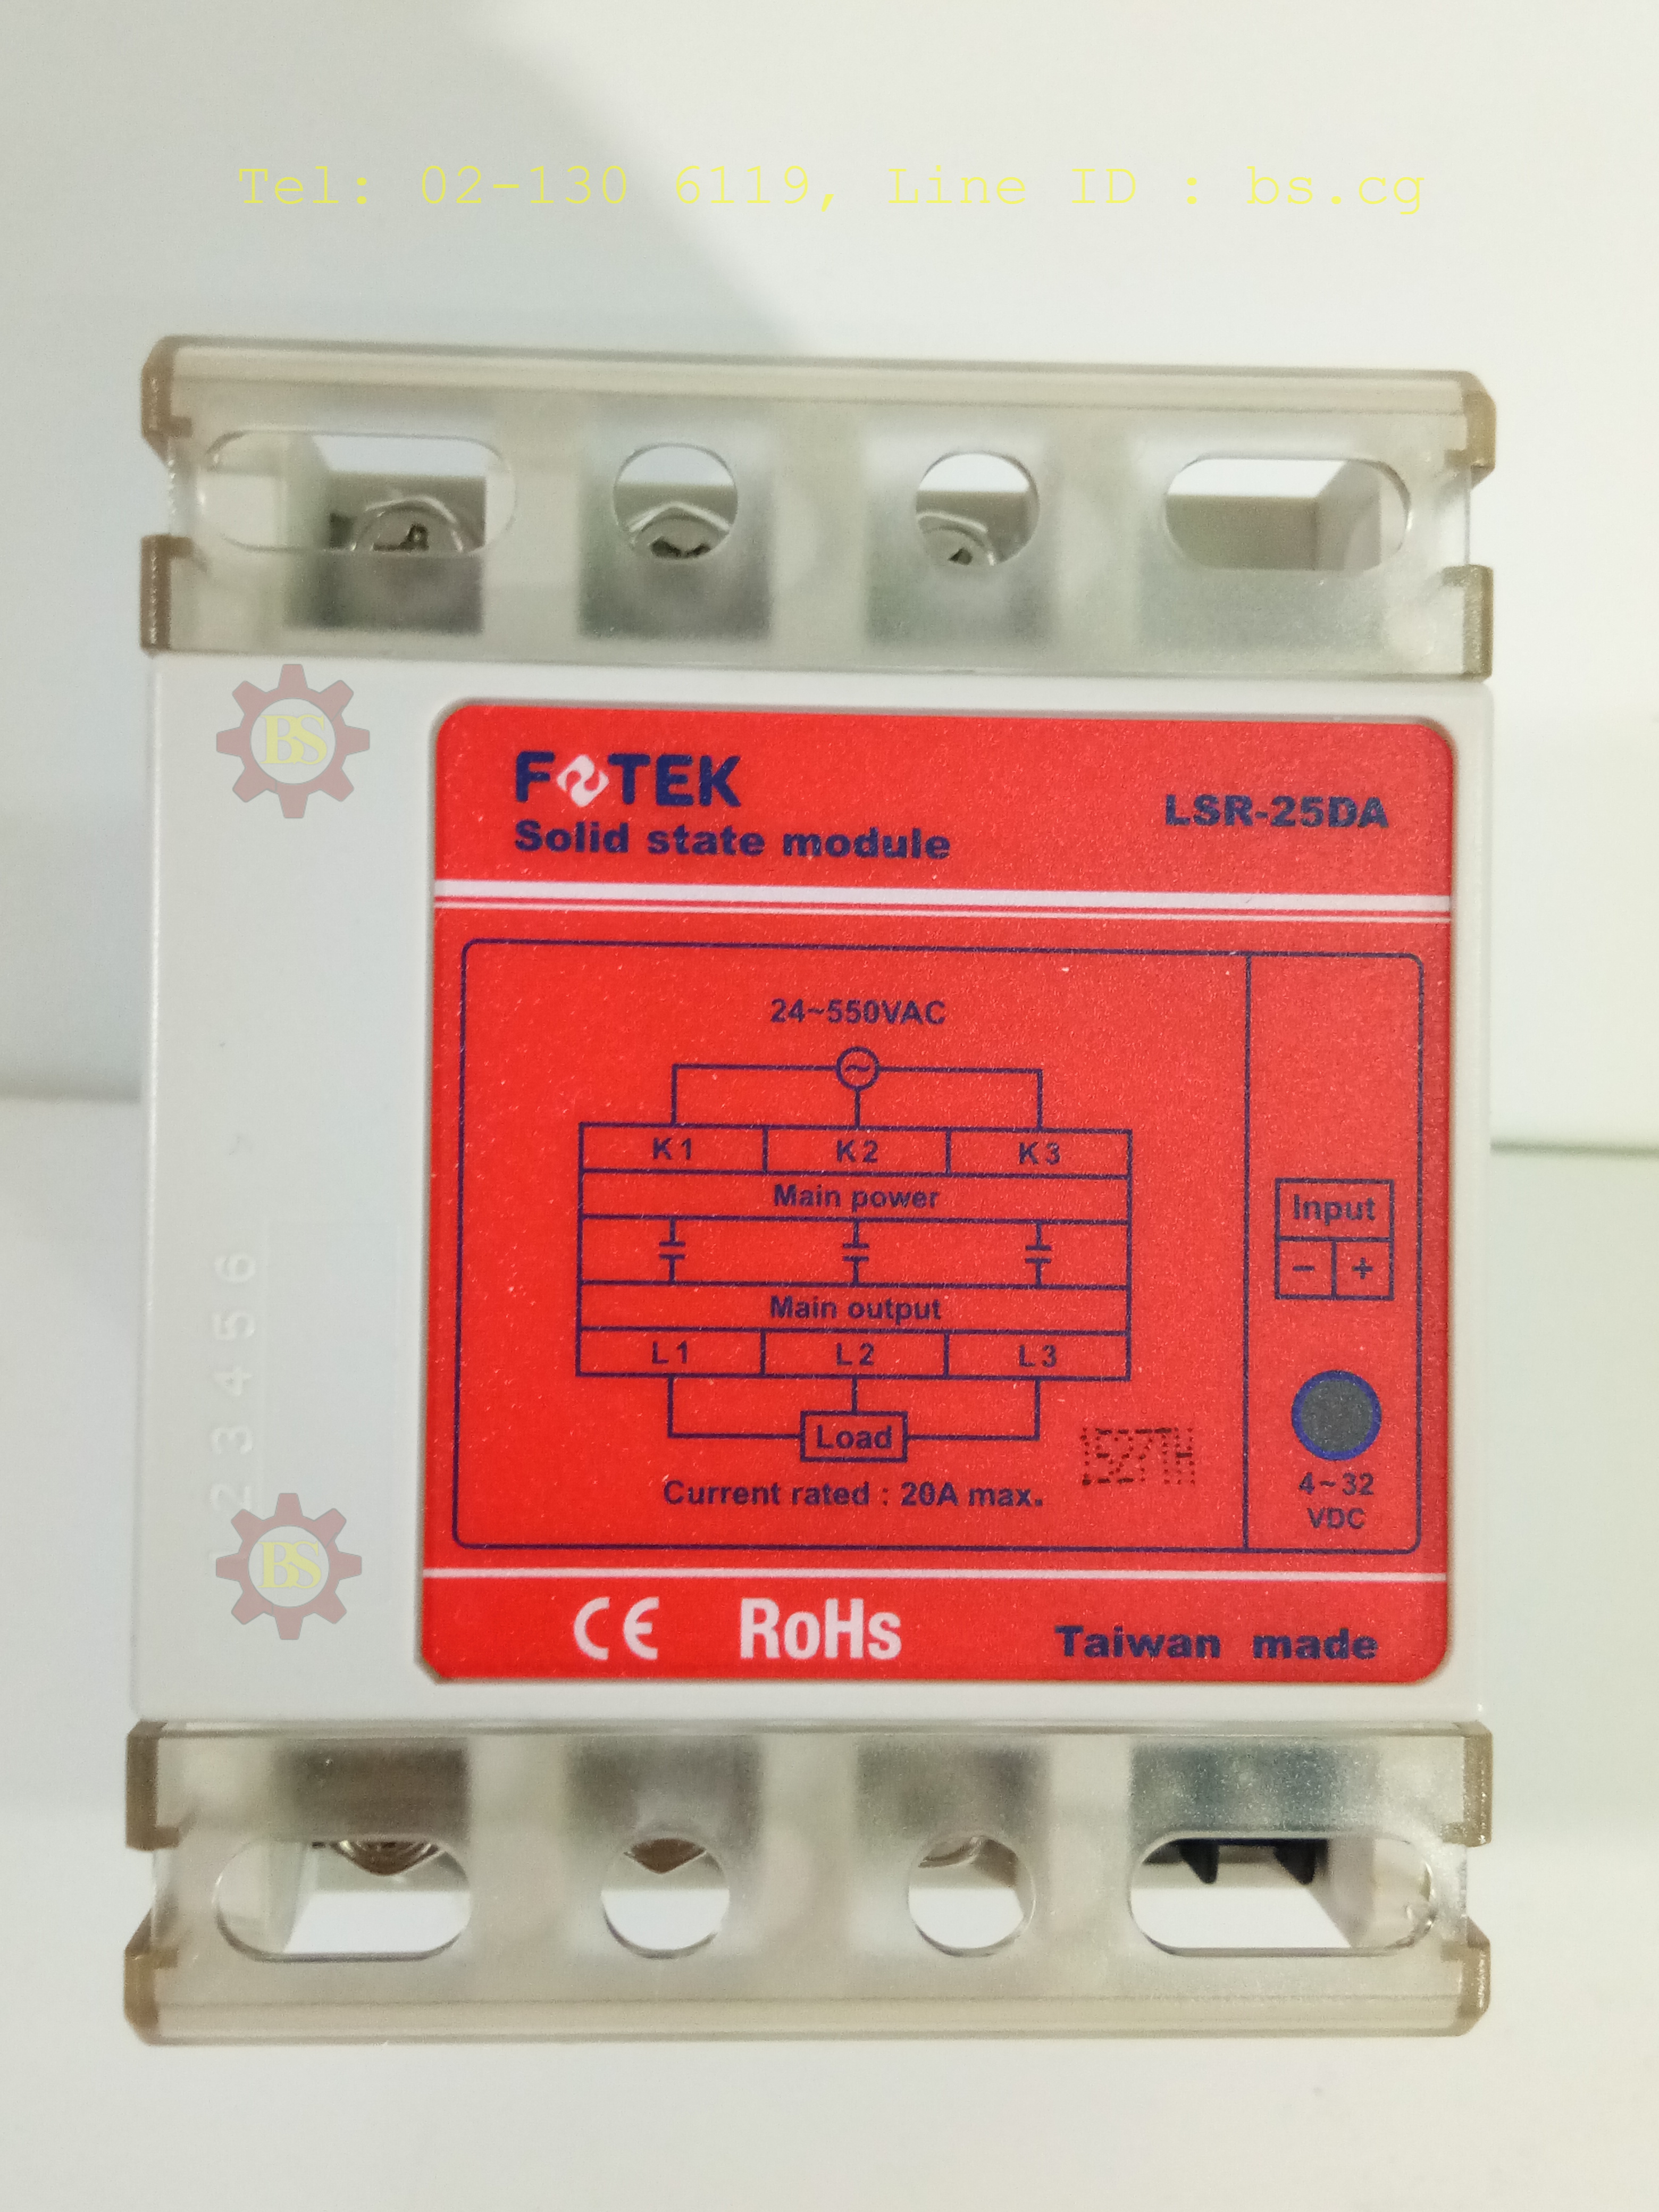 Tel: 02-130 6119, Line ID : bs.cg
BS
FOTEK
Solid state module
LSR-25DA
24~550VAC
K1 K2 K3
Main power
Main output
L1 L2 L3
Load
Current rated : 20A max.
1927TH
Input
- +
4~32
VDC
CE RoHs
Taiwan made
2 3 4 5 6
BS